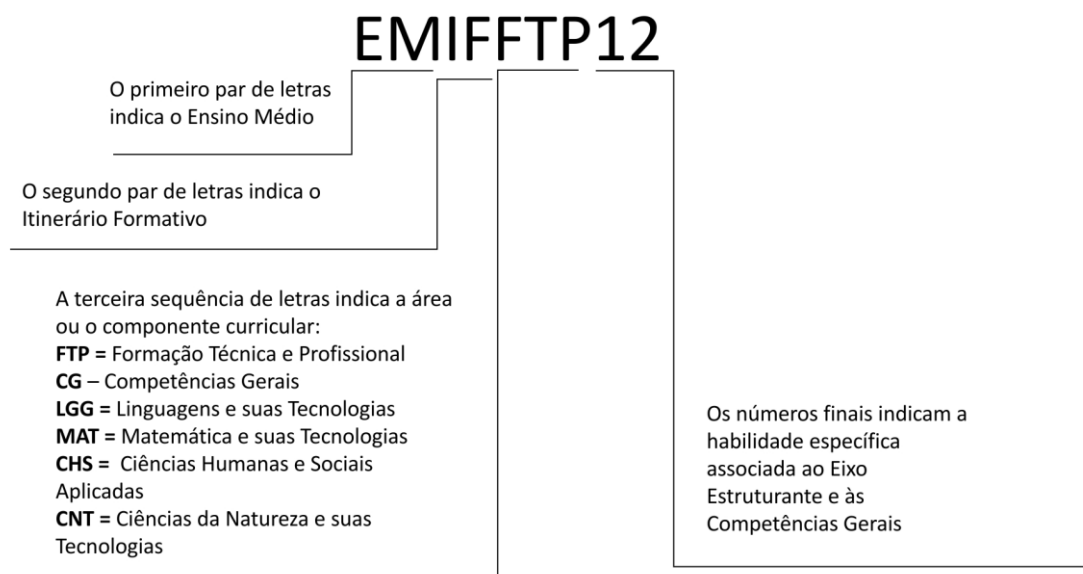 EMIFFTP12
O primeiro par de letras
indica o Ensino Médio
O segundo par de letras indica o
Itinerário Formativo
A terceira sequência de letras indica a área
ou o componente curricular:
FTP = Formação Técnica e Profissional
CG – Competências Gerais
LGG = Linguagens e suas Tecnologias
MAT = Matemática e suas Tecnologias
CHS = Ciências Humanas e Sociais
Aplicadas
CNT = Ciências da Natureza e suas
Tecnologias
Os números finais indicam a
habilidade específica
associada ao Eixo
Estruturante e às
Competências Gerais